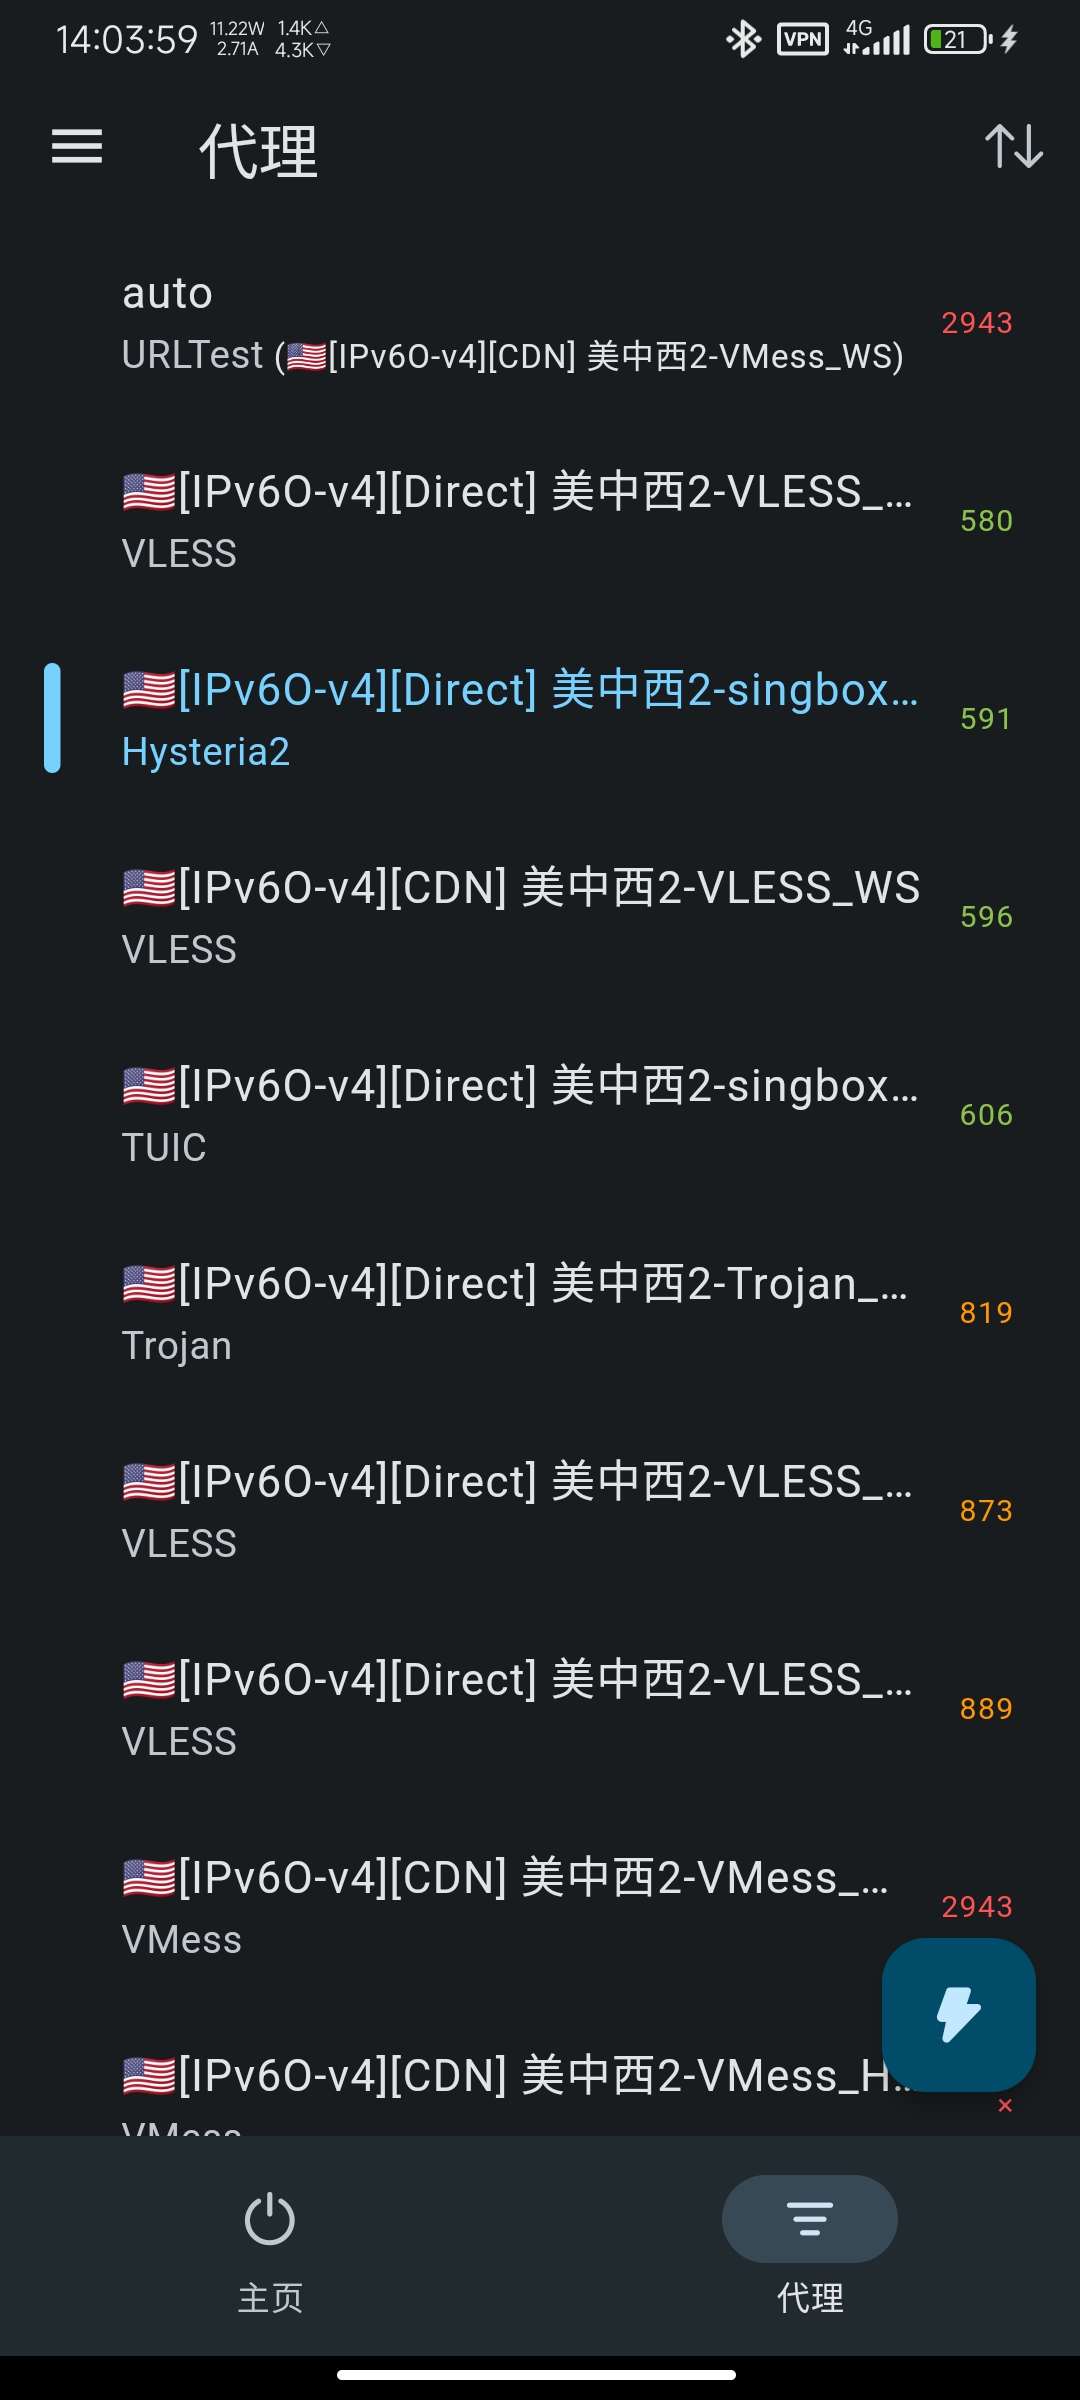 14:03:59 11.22W 1.4K△ VPN 4G 21
2.71A 4.3K▽
代理
auto
2943
URLTest (🇺🇸[IPv6O-v4][CDN] 美中西2-VMess_WS)
🇺🇸[IPv6O-v4][Direct] 美中西2-VLESS_…
580
VLESS
🇺🇸[IPv6O-v4][Direct] 美中西2-singbox…
591
Hysteria2
🇺🇸[IPv6O-v4][CDN] 美中西2-VLESS_WS
596
VLESS
🇺🇸[IPv6O-v4][Direct] 美中西2-singbox…
606
TUIC
🇺🇸[IPv6O-v4][Direct] 美中西2-Trojan_…
819
Trojan
🇺🇸[IPv6O-v4][Direct] 美中西2-VLESS_…
873
VLESS
🇺🇸[IPv6O-v4][Direct] 美中西2-VLESS_…
889
VLESS
🇺🇸[IPv6O-v4][CDN] 美中西2-VMess_…
2943
VMess
🇺🇸[IPv6O-v4][CDN] 美中西2-VMess_H…
×
VMess
主页
代理